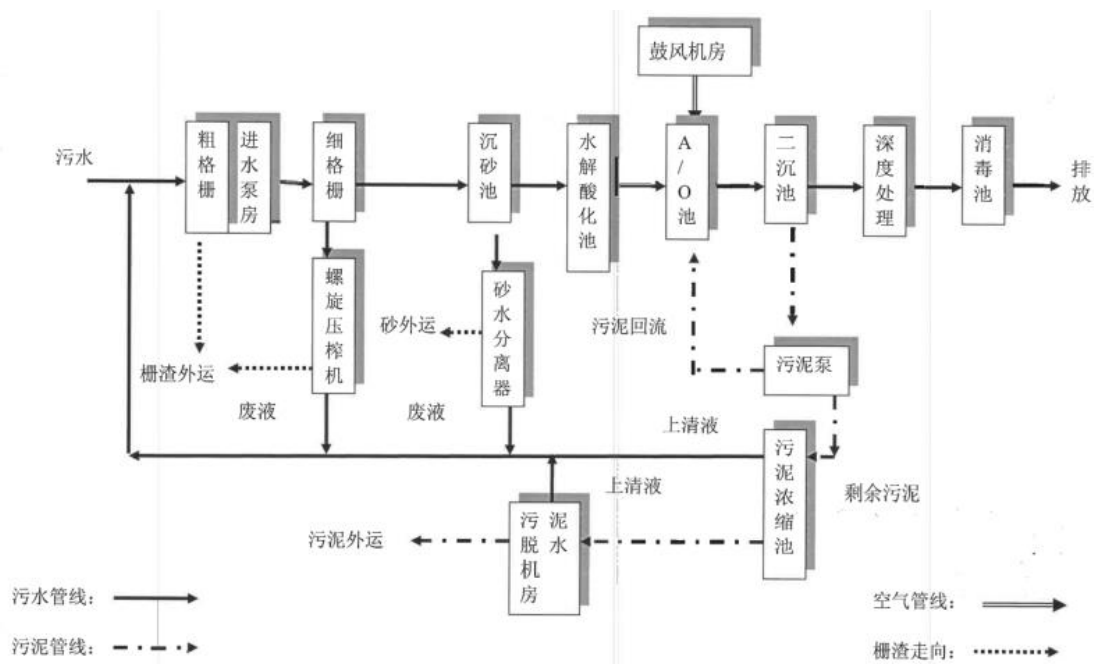 鼓风机房
污水
粗格栅
进水泵房
细格栅
沉砂池
水解酸化池
A/O池
二沉池
深度处理
消毒池
排放
螺旋压榨机
砂水分离器
砂外运
污泥回流
污泥泵
栅渣外运
废液
废液
上清液
污泥浓缩池
剩余污泥
上清液
污泥脱水机房
污泥外运
污水管线：
空气管线：
污泥管线：
栅渣走向：